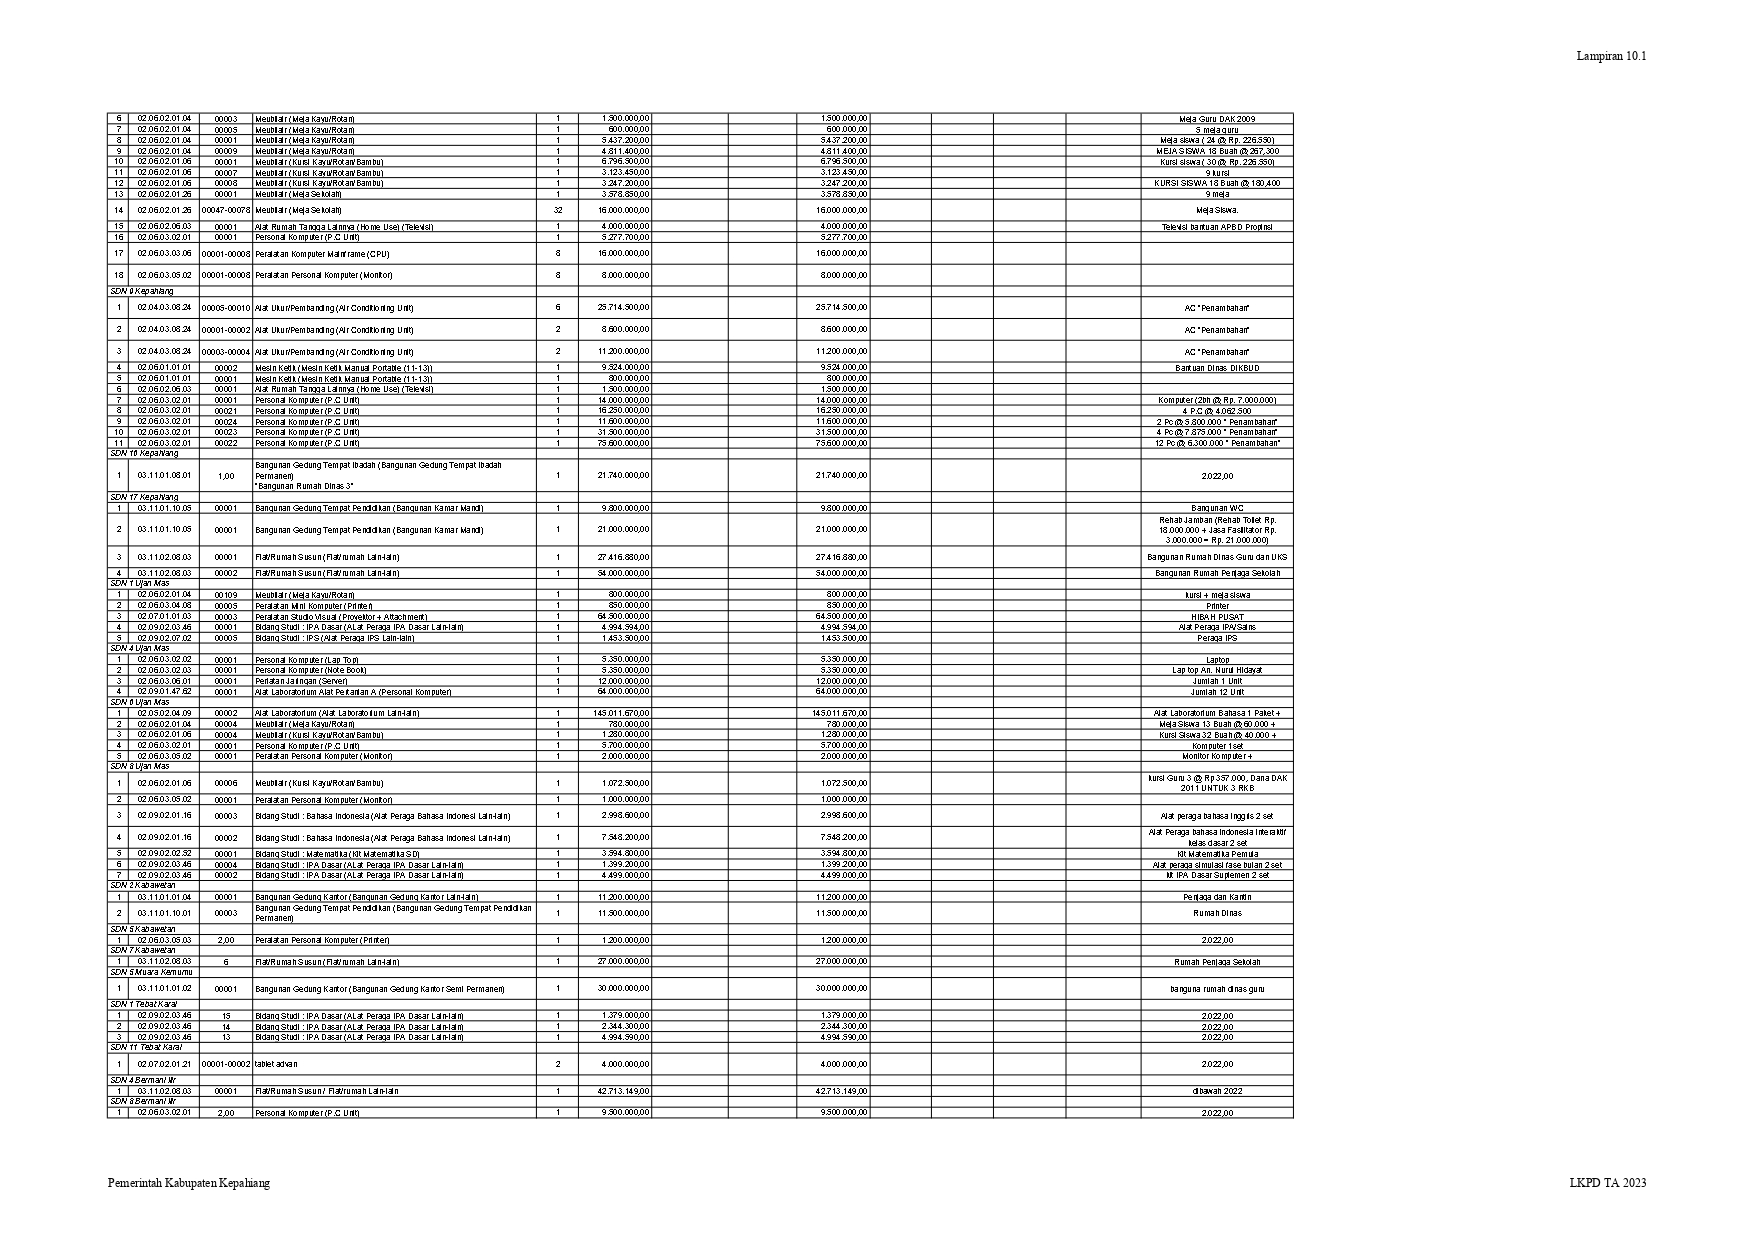 Lampiran 10.1
6 02.06.02.01.04 00003 Meubilair (Meja Kayu/Rotan) 1 1.500.000,00 1.500.000,00 Meja Guru DAK 2009
7 02.06.02.01.04 00005 Meubilair (Meja Kayu/Rotan) 1 600.000,00 600.000,00 5 meja guru
8 02.06.02.01.04 00001 Meubilair (Meja Kayu/Rotan) 1 5.437.200,00 5.437.200,00 Meja siswa ( 24 @ Rp. 226.550)
9 02.06.02.01.04 00009 Meubilair (Meja Kayu/Rotan) 1 4.811.400,00 4.811.400,00 MEJA SISWA 18 Buah @267,300
10 02.06.02.01.06 00001 Meubilair (Kursi Kayu/Rotan/Bambu) 1 6.796.500,00 6.796.500,00 Kursi siswa ( 30 @ Rp. 226.550)
11 02.06.02.01.06 00007 Meubilair (Kursi Kayu/Rotan/Bambu) 1 3.123.450,00 3.123.450,00 9 kursi
12 02.06.02.01.06 00008 Meubilair (Kursi Kayu/Rotan/Bambu) 1 3.247.200,00 3.247.200,00 KURSI SISWA 18 Buah @ 180,400
13 02.06.02.01.26 00001 Meubilair (Meja Sekolah) 1 3.578.850,00 3.578.850,00 9 meja
14 02.06.02.01.26 00047-00078 Meubilair (Meja Sekolah) 32 16.000.000,00 16.000.000,00 Meja Siswa.
15 02.06.02.06.03 00001 Alat Rumah Tangga Lainnya (Home Use) (Televisi) 1 4.000.000,00 4.000.000,00 Televisi bantuan APBD Propinsi
16 02.06.03.02.01 00001 Personal Komputer (P.C Unit) 1 5.277.700,00 5.277.700,00
17 02.06.03.03.06 00001-00008 Peralatan Komputer Mainframe (CPU) 8 16.000.000,00 16.000.000,00
18 02.06.03.05.02 00001-00008 Peralatan Personal Komputer (Monitor) 8 8.000.000,00 8.000.000,00
SDN 9 Kepahiang
1 02.04.03.08.24 00005-00010 Alat Ukur/Pembanding (Air Conditioning Unit) 6 25.714.500,00 25.714.500,00 AC "Penambahan"
2 02.04.03.08.24 00001-00002 Alat Ukur/Pembanding (Air Conditioning Unit) 2 8.600.000,00 8.600.000,00 AC "Penambahan"
3 02.04.03.08.24 00003-00004 Alat Ukur/Pembanding (Air Conditioning Unit) 2 11.200.000,00 11.200.000,00 AC "Penambahan"
4 02.06.01.01.01 00002 Mesin Ketik (Mesin Ketik Manual Portable (11-13)) 1 9.524.000,00 9.524.000,00 Bantuan Dinas DIKBUD
5 02.06.01.01.01 00001 Mesin Ketik (Mesin Ketik Manual Portable (11-13)) 1 800.000,00 800.000,00
6 02.06.02.06.03 00001 Alat Rumah Tangga Lainnya (Home Use) (Televisi) 1 1.500.000,00 1.500.000,00
7 02.06.03.02.01 00001 Personal Komputer (P.C Unit) 1 14.000.000,00 14.000.000,00 Komputer (2bh @ Rp. 7.000.000)
8 02.06.03.02.01 00021 Personal Komputer (P.C Unit) 1 16.250.000,00 16.250.000,00 4 P.C @ 4.062.500
9 02.06.03.02.01 00024 Personal Komputer (P.C Unit) 1 11.600.000,00 11.600.000,00 2 Pc @ 5.800.000 " Penambahan"
10 02.06.03.02.01 00023 Personal Komputer (P.C Unit) 1 31.500.000,00 31.500.000,00 4 Pc @ 7.875.000 " Penambahan"
11 02.06.03.02.01 00022 Personal Komputer (P.C Unit) 1 75.600.000,00 75.600.000,00 12 Pc @ 6.300.000 " Penambahan"
SDN 16 Kepahiang
Bangunan Gedung Tempat Ibadah (Bangunan Gedung Tempat Ibadah
1 03.11.01.08.01 1,00 Permanen) 1 21.740.000,00 21.740.000,00 2.022,00
"Bangunan Rumah Dinas 3"
SDN 17 Kepahiang
1 03.11.01.10.05 00001 Bangunan Gedung Tempat Pendidikan (Bangunan Kamar Mandi) 1 9.800.000,00 9.800.000,00 Bangunan WC
Rehab Jamban (Rehab Toilet Rp.
2 03.11.01.10.05 00001 Bangunan Gedung Tempat Pendidikan (Bangunan Kamar Mandi) 1 21.000.000,00 21.000.000,00 18.000.000 + Jasa Fasilitator Rp.
3.000.000 = Rp. 21.000.000)
3 03.11.02.08.03 00001 Flat/Rumah Susun (Flat/rumah Lain-lain) 1 27.416.880,00 27.416.880,00 Bangunan Rumah Dinas Guru dan UKS
4 03.11.02.08.03 00002 Flat/Rumah Susun (Flat/rumah Lain-lain) 1 54.000.000,00 54.000.000,00 Bangunan Rumah Penjaga Sekolah
SDN 1 Ujan Mas
1 02.06.02.01.04 00109 Meubilair (Meja Kayu/Rotan) 1 800.000,00 800.000,00 kursi + meja siswa
2 02.06.03.04.08 00005 Peralatan Mini Komputer (Printer) 1 850.000,00 850.000,00 Printer
3 02.07.01.01.03 00003 Peralatan Studio Visual (Proyektor + Attachment) 1 64.500.000,00 64.500.000,00 HIBAH PUSAT
4 02.09.02.03.46 00001 Bidang Studi : IPA Dasar (ALat Peraga IPA Dasar Lain-lain) 1 4.994.594,00 4.994.594,00 Alat Peraga IPA/Sains
5 02.09.02.07.02 00005 Bidang Studi : IPS (Alat Peraga IPS Lain-lain) 1 1.453.500,00 1.453.500,00 Peraga IPS
SDN 4 Ujan Mas
1 02.06.03.02.02 00001 Personal Komputer (Lap Top) 1 5.350.000,00 5.350.000,00 Laptop
2 02.06.03.02.03 00001 Personal Komputer (Note Book) 1 5.350.000,00 5.350.000,00 Laptop An. Nurul Hidayat
3 02.06.03.06.01 00001 Perlatan Jaringan (Server) 1 12.000.000,00 12.000.000,00 Jumlah 1 Unit
4 02.09.01.47.62 00001 Alat Laboratorium Alat Pertanian A (Personal Komputer) 1 64.000.000,00 64.000.000,00 Jumlah 12 Unit
SDN 6 Ujan Mas
1 02.05.02.04.09 00002 Alat Laboratorium (Alat Laboratorium Lain-lain) 1 145.011.670,00 145.011.670,00 Alat Laboratorium Bahasa 1 Paket +
2 02.06.02.01.04 00004 Meubilair (Meja Kayu/Rotan) 1 780.000,00 780.000,00 Meja Siswa 13 Buah @ 60.000 +
3 02.06.02.01.06 00004 Meubilair (Kursi Kayu/Rotan/Bambu) 1 1.280.000,00 1.280.000,00 Kursi Siswa 32 Buah @ 40.000 +
4 02.06.03.02.01 00001 Personal Komputer (P.C Unit) 1 5.700.000,00 5.700.000,00 Komputer 1 set
5 02.06.03.05.02 00001 Peralatan Personal Komputer (Monitor) 1 2.000.000,00 2.000.000,00 Monitor Komputer +
SDN 8 Ujan Mas
1 02.06.02.01.06 00006 Meubilair (Kursi Kayu/Rotan/Bambu) 1 1.072.500,00 1.072.500,00 kursi Guru 3 @ Rp 357.000, Dana DAK
2011 UNTUK 3 RKB
2 02.06.03.05.02 00001 Peralatan Personal Komputer (Monitor) 1 1.000.000,00 1.000.000,00
3 02.09.02.01.16 00003 Bidang Studi : Bahasa Indonesia (Alat Peraga Bahasa Indonesi Lain-lain) 1 2.998.600,00 2.998.600,00 Alat peraga bahasa inggris 2 set
4 02.09.02.01.16 00002 Bidang Studi : Bahasa Indonesia (Alat Peraga Bahasa Indonesi Lain-lain) 1 7.548.200,00 7.548.200,00 Alat Peraga bahasa indonesia interaktif
kelas dasar 2 set
5 02.09.02.02.52 00001 Bidang Studi : Matematika (Kit Matematika SD) 1 3.594.800,00 3.594.800,00 Kit Matematika Pemula
6 02.09.02.03.46 00004 Bidang Studi : IPA Dasar (ALat Peraga IPA Dasar Lain-lain) 1 1.399.200,00 1.399.200,00 Alat peraga simulasi fase bulan 2 set
7 02.09.02.03.46 00002 Bidang Studi : IPA Dasar (ALat Peraga IPA Dasar Lain-lain) 1 4.499.000,00 4.499.000,00 kit IPA Dasar Suplemen 2 set
SDN 2 Kabawetan
1 03.11.01.01.04 00001 Bangunan Gedung Kantor (Bangunan Gedung Kantor Lain-lain) 1 11.200.000,00 11.200.000,00 Penjaga dan Kantin
2 03.11.01.10.01 00003 Bangunan Gedung Tempat Pendidikan (Bangunan Gedung Tempat Pendidikan 1 11.500.000,00 11.500.000,00 Rumah Dinas
Permanen)
SDN 5 Kabawetan
1 02.06.03.05.03 2,00 Peralatan Personal Komputer (Printer) 1 1.200.000,00 1.200.000,00 2.022,00
SDN 7 Kabawetan
1 03.11.02.08.03 6 Flat/Rumah Susun (Flat/rumah Lain-lain) 1 27.000.000,00 27.000.000,00 Rumah Penjaga Sekolah
SDN 5 Muara Kemumu
1 03.11.01.01.02 00001 Bangunan Gedung Kantor (Bangunan Gedung Kantor Semi Permanen) 1 30.000.000,00 30.000.000,00 banguna rumah dinas guru
SDN 1 Tebat Karai
1 02.09.02.03.46 15 Bidang Studi : IPA Dasar (ALat Peraga IPA Dasar Lain-lain) 1 1.379.000,00 1.379.000,00 2.022,00
2 02.09.02.03.46 14 Bidang Studi : IPA Dasar (ALat Peraga IPA Dasar Lain-lain) 1 2.344.300,00 2.344.300,00 2.022,00
3 02.09.02.03.46 13 Bidang Studi : IPA Dasar (ALat Peraga IPA Dasar Lain-lain) 1 4.994.590,00 4.994.590,00 2.022,00
SDN 11 Tebat Karai
1 02.07.02.01.21 00001-00002 tablet advan 2 4.000.000,00 4.000.000,00 2.022,00
SDN 4 Bermani Ilir
1 03.11.02.08.03 00001 Flat/Rumah Susun / Flat/rumah Lain-lain 1 42.713.149,00 42.713.149,00 dibawah 2022
SDN 8 Bermani Ilir
1 02.06.03.02.01 2,00 Personal Komputer (P.C Unit) 1 9.500.000,00 9.500.000,00 2.022,00
Pemerintah Kabupaten Kepahiang LKPD TA 2023